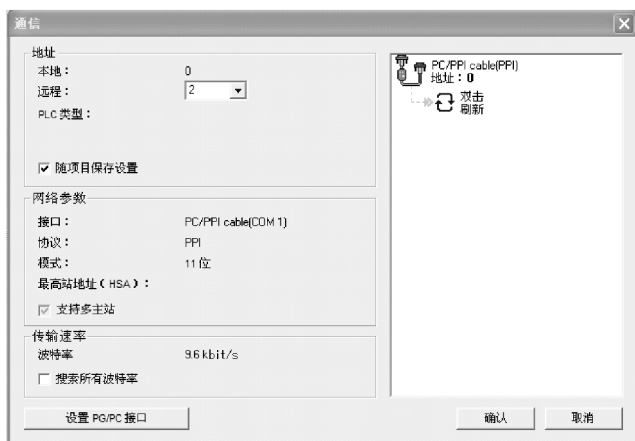 通信
地址
本地： 0
远程： 2
PLC 类型：
随项目保存设置
网络参数
接口： PC/PPI cable(COM 1)
协议： PPI
模式： 11 位
最高站地址（HSA）：
支持多主站
传输速率
波特率 9.6 kbit/s
搜索所有波特率
设置 PG/PC 接口
PC/PPI cable(PPI)
地址：0
双击
刷新
确认
取消